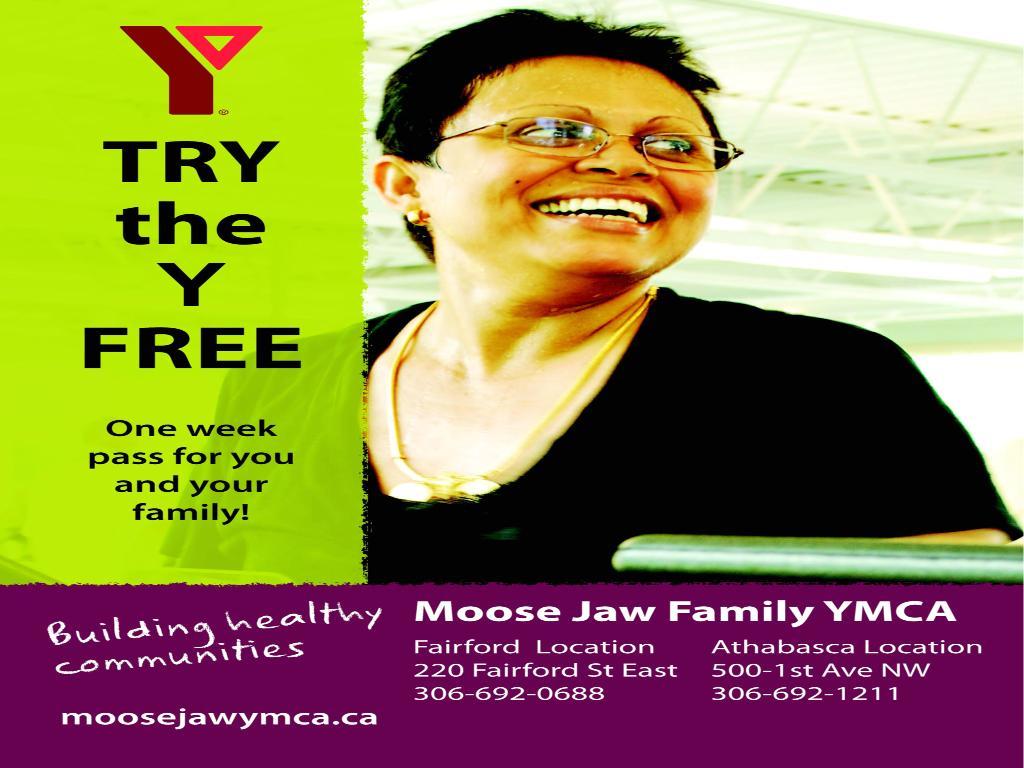 Y®
TRY
the
Y
FREE
One week
pass for you
and your
family!
Building healthy
communities
moosejawymca.ca
Moose Jaw Family YMCA
Fairford Location
220 Fairford St East
306-692-0688
Athabasca Location
500-1st Ave NW
306-692-1211